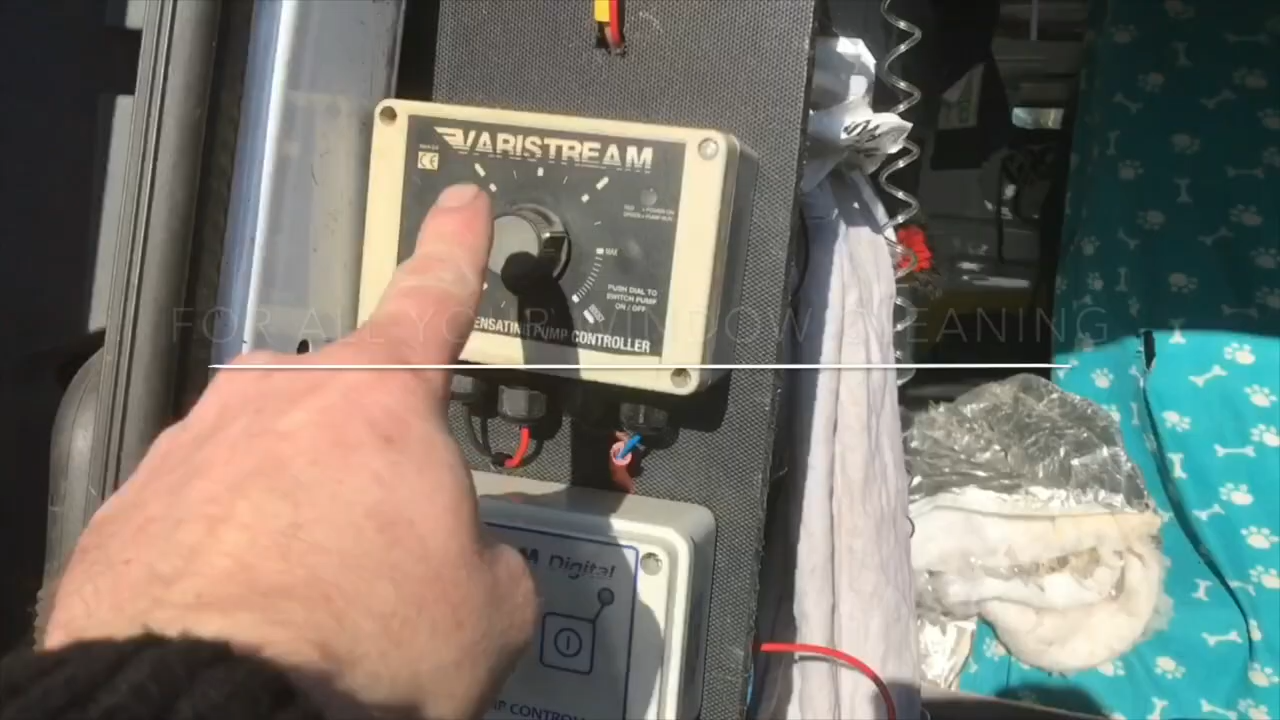 VARISTREAM
CE
RED = POWER ON
GREEN = PUMP RUN
MAX
PUSH DIAL TO
SWITCH PUMP
ON / OFF
PUMP CONTROLLER
FOR ALL YOUR WINDOW CLEANING
Digital